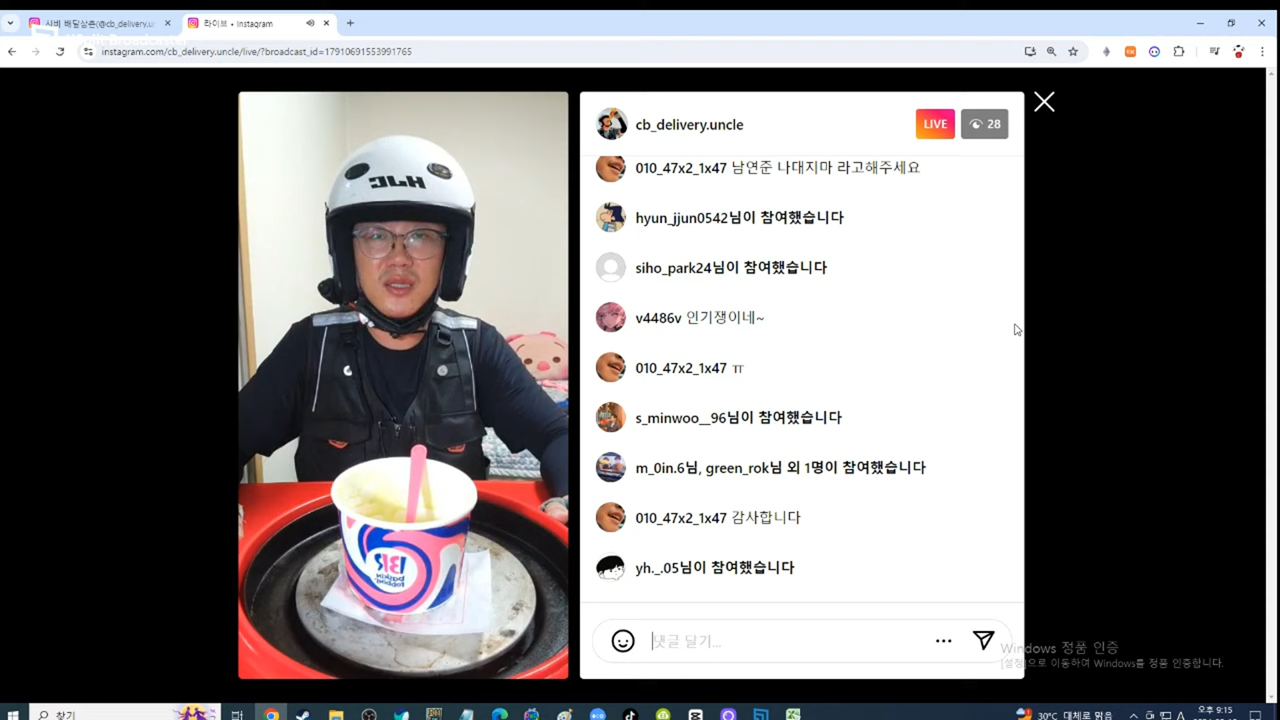 라이브 • Instagram
instagram.com/cb_delivery.uncle/live/?broadcast_id=17910691553991765
cb_delivery.uncle
LIVE
28
010_47x2_1x47 남연준 나대지마 라고해주세요
hyun_jjun0542님이 참여했습니다
siho_park24님이 참여했습니다
v4486v 인기쟁이네~
010_47x2_1x47 ㅠ
s_minwoo__96님이 참여했습니다
m_0in.6님, green_rok님 외 1명이 참여했습니다
010_47x2_1x47 감사합니다
yh._.05님이 참여했습니다
댓글 달기...
HJC
baskin
robbins
Windows 정품 인증
[설정]으로 이동하여 Windows를 정품 인증합니다.
찾기
30°C 대체로 맑음
오후 9:15